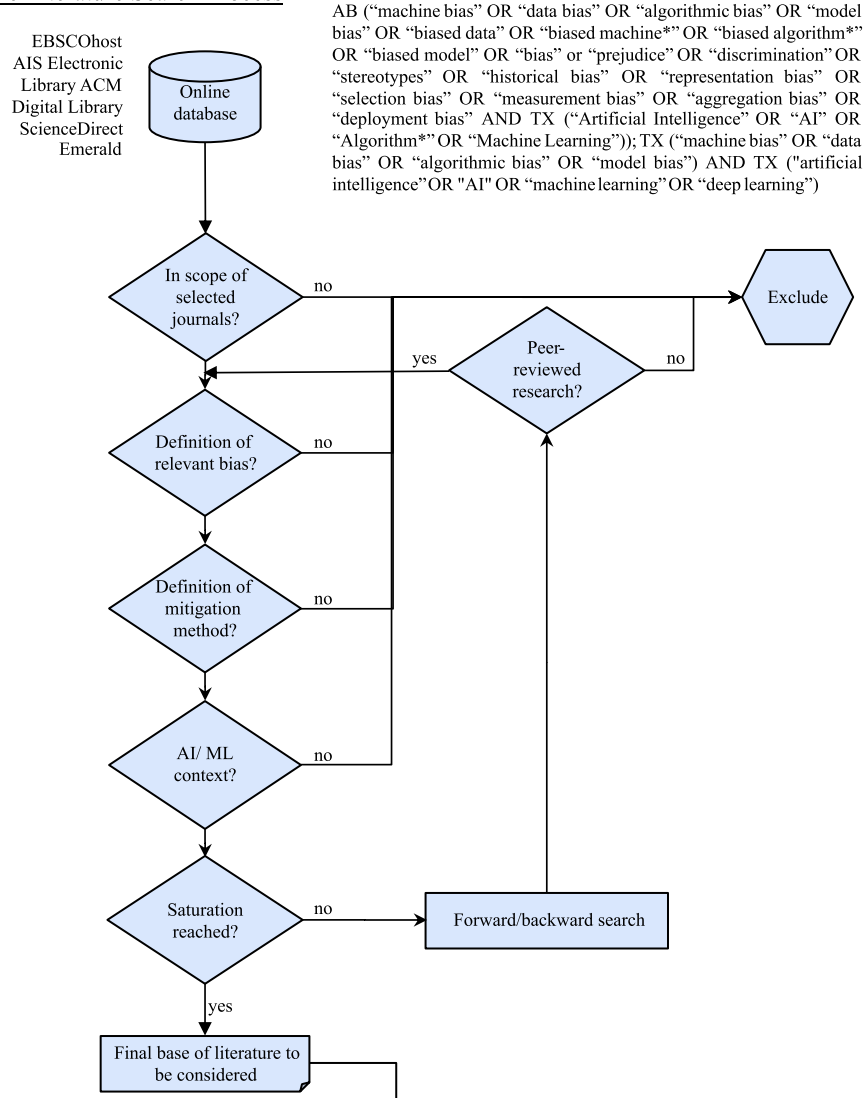 EBSCOhost
AIS Electronic
Library ACM
Digital Library
ScienceDirect
Emerald
Online
database
AB (“machine bias” OR “data bias” OR “algorithmic bias” OR “model
bias” OR “biased data” OR “biased machine*” OR “biased algorithm*”
OR “biased model” OR “bias” or “prejudice” OR “discrimination” OR
“stereotypes” OR “historical bias” OR “representation bias” OR
“selection bias” OR “measurement bias” OR “aggregation bias” OR
“deployment bias” AND TX (“Artificial Intelligence” OR “AI” OR
“Algorithm*” OR “Machine Learning”)); TX (“machine bias” OR “data
bias” OR “algorithmic bias” OR “model bias”) AND TX ("artificial
intelligence” OR "AI" OR “machine learning” OR “deep learning”)
In scope of
selected
journals?
no
Exclude
Peer-
reviewed
research?
yes
no
Definition of
relevant bias?
no
Definition of
mitigation
method?
no
AI/ ML
context?
no
Saturation
reached?
no
Forward/backward search
yes
Final base of literature to
be considered